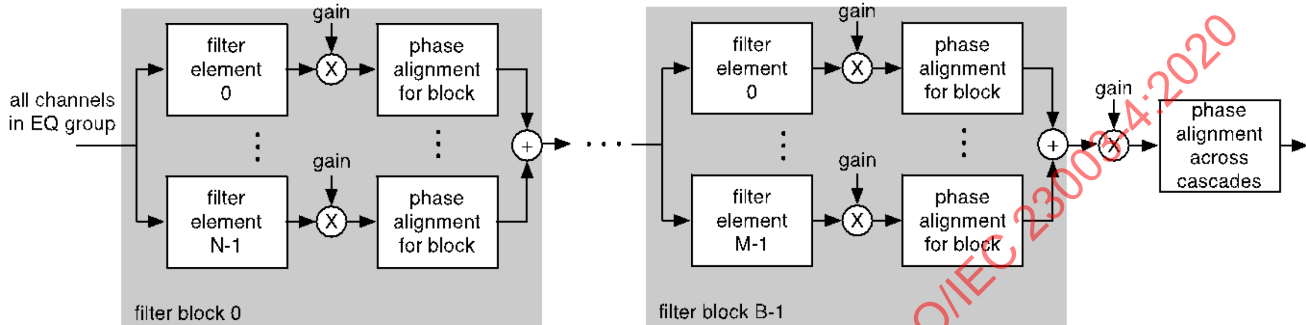 all channels
in EQ group
filter
element
0
gain
X
phase
alignment
for block
filter
element
N-1
gain
X
phase
alignment
for block
+
filter block 0
filter
element
0
gain
X
phase
alignment
for block
filter
element
M-1
gain
X
phase
alignment
for block
+
filter block B-1
gain
X
phase
alignment
across
cascades
O/IEC 23003-4:2020